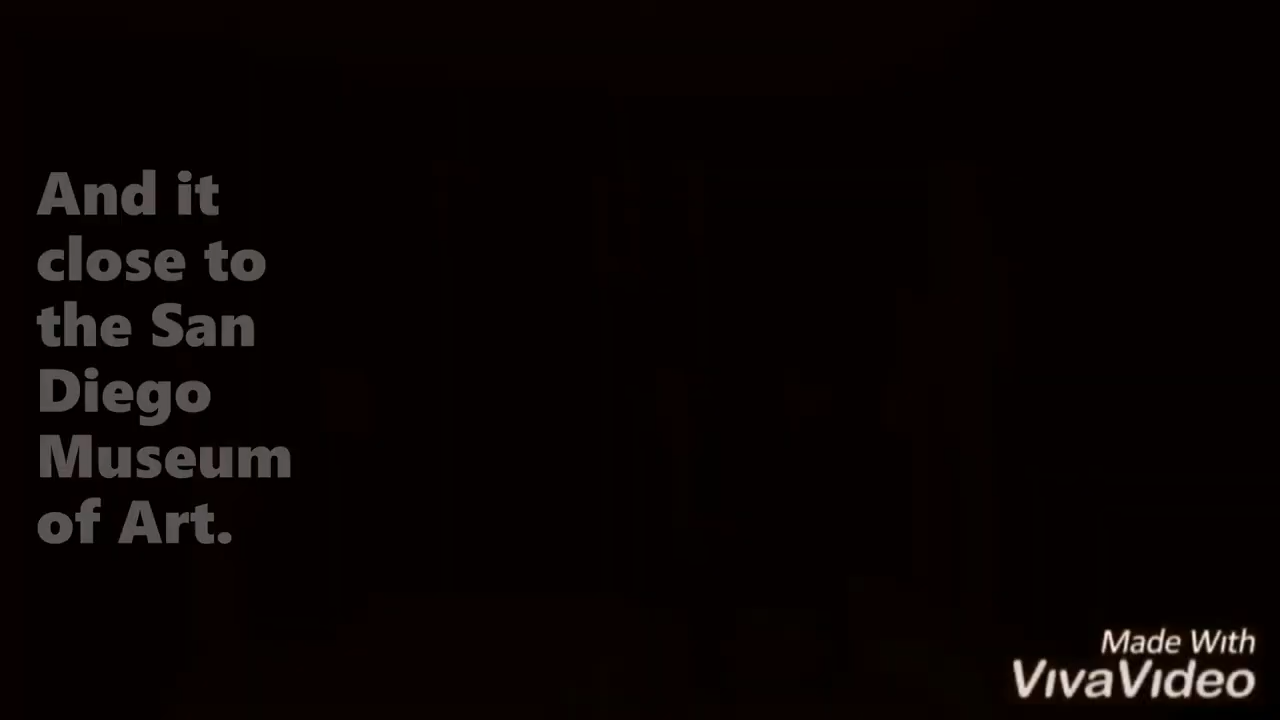 And it
close to
the San
Diego
Museum
of Art.
Made With
VivaVideo